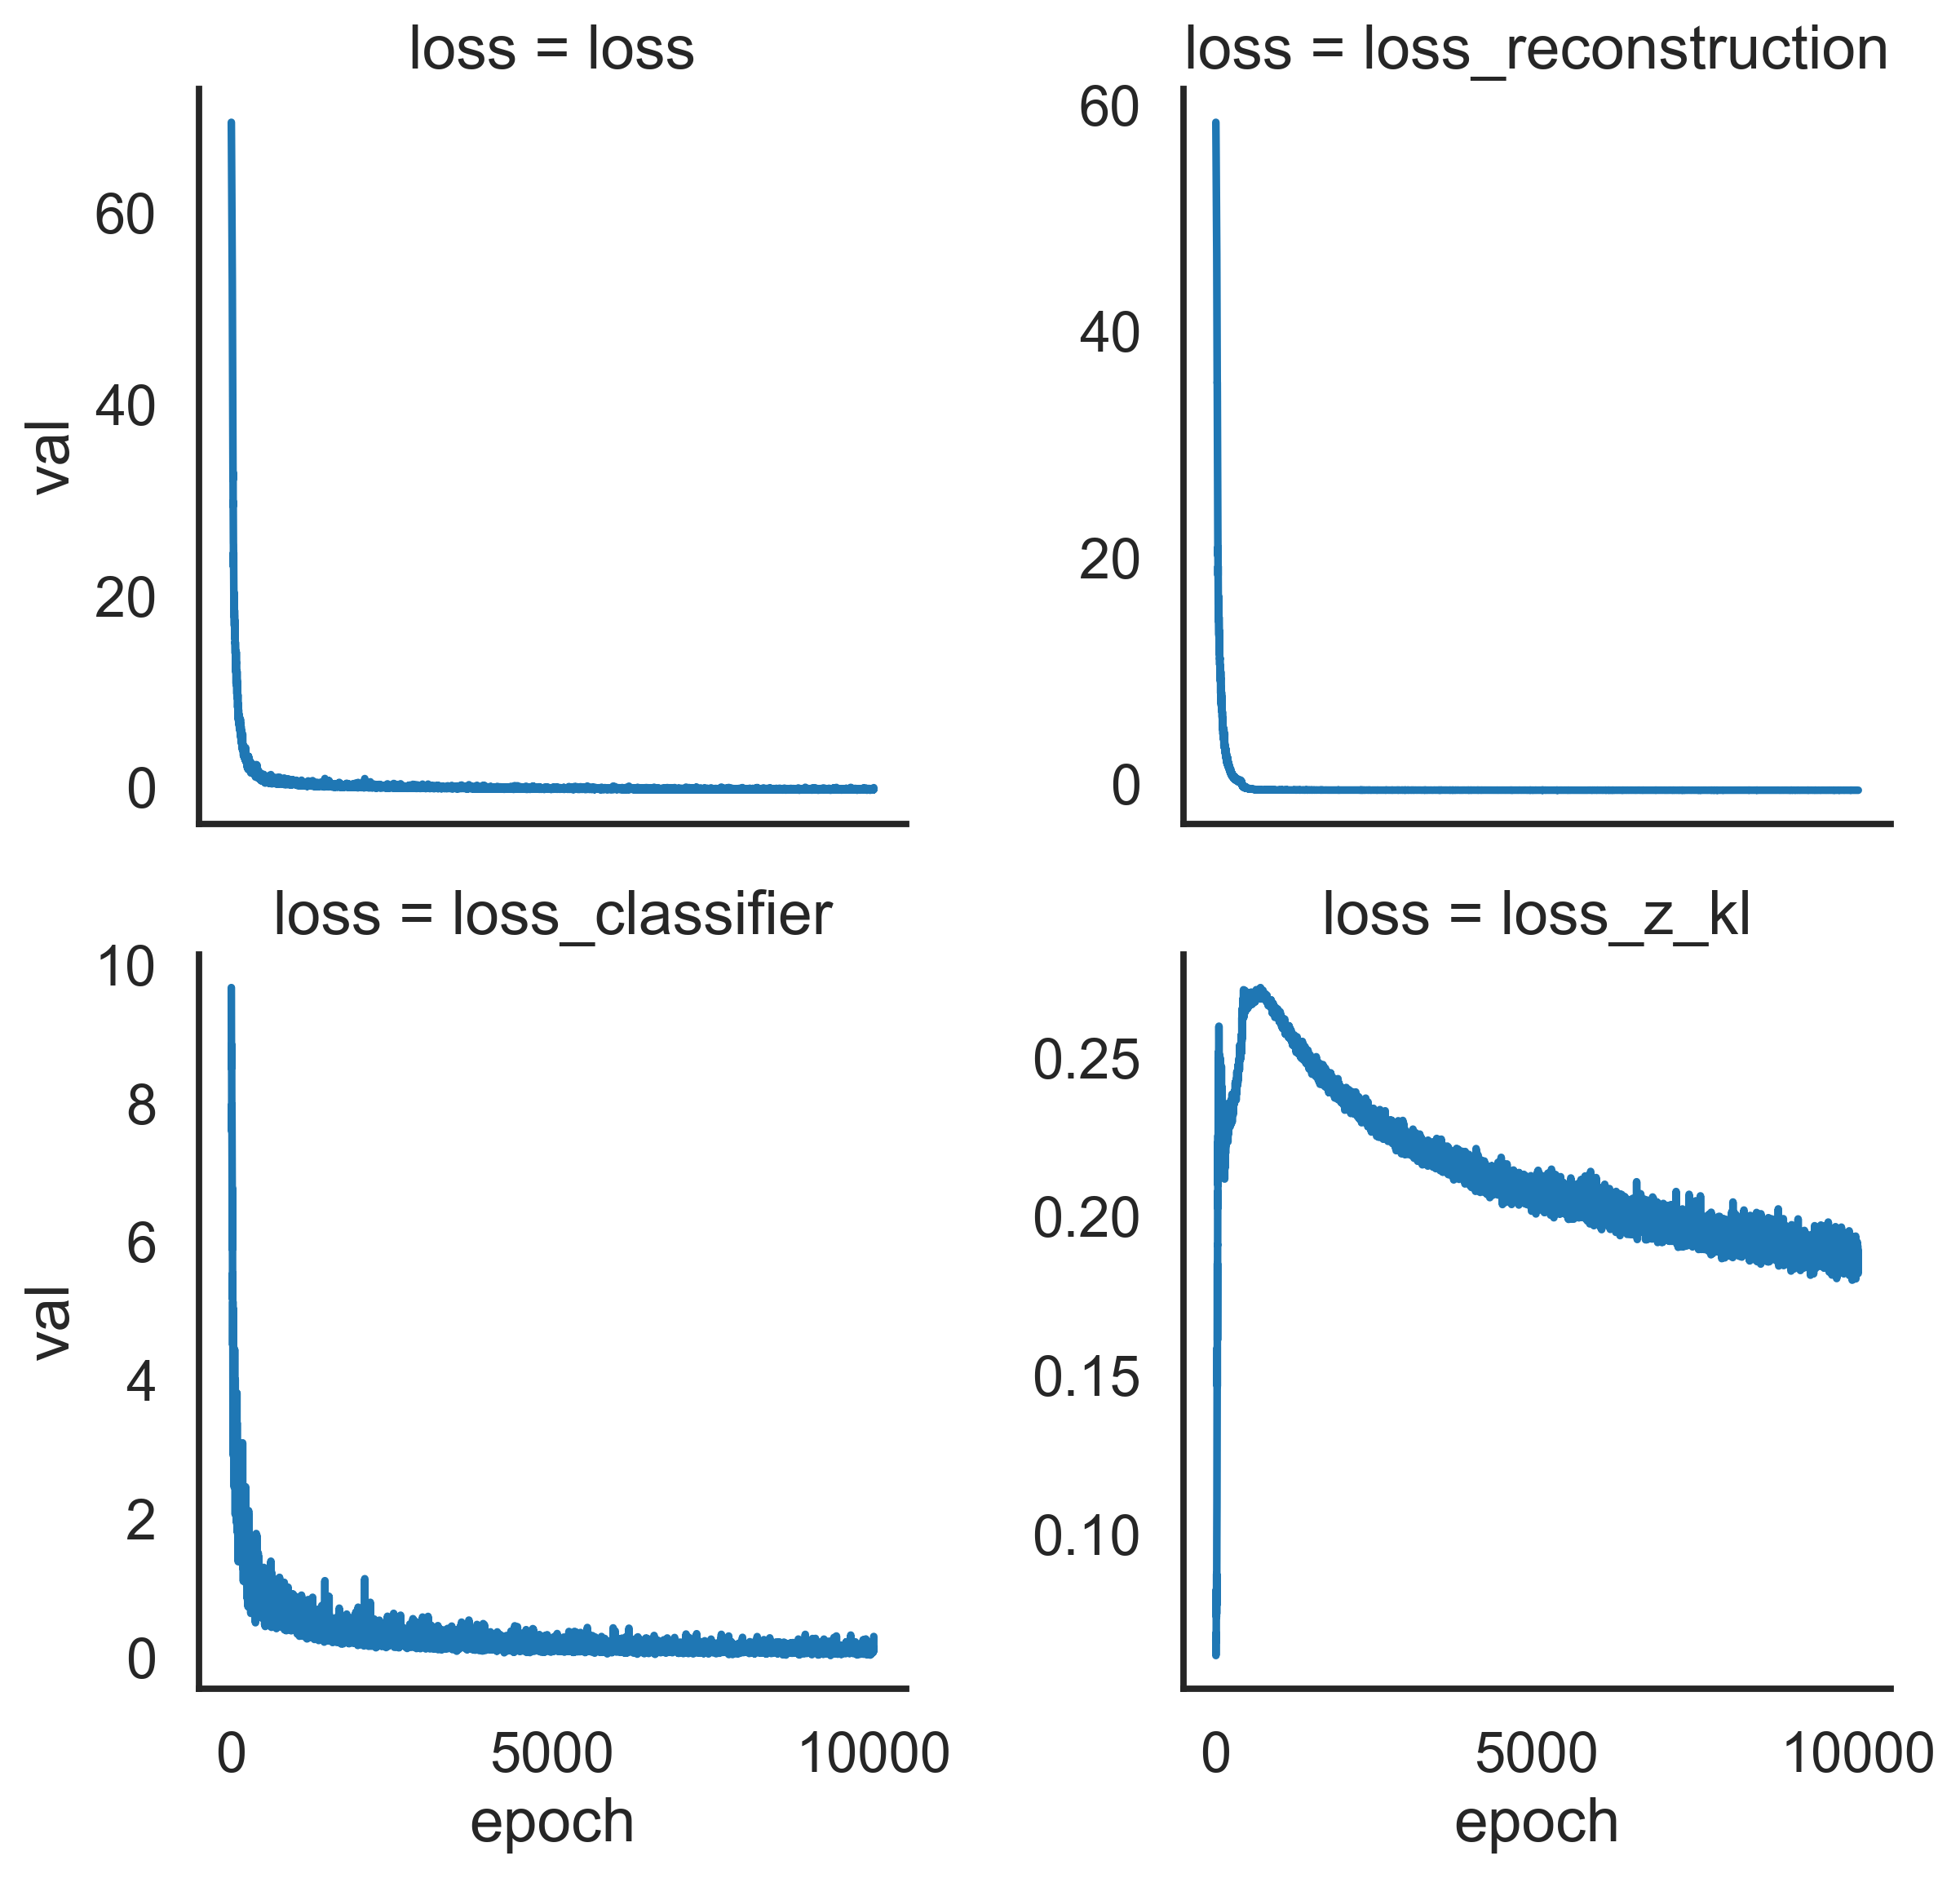 loss = loss
60
40
20
0
val
loss = loss_reconstruction
60
40
20
0
loss = loss_classifier
10
8
6
4
2
0
val
0 5000 10000
epoch
loss = loss_z_kl
0.25
0.20
0.15
0.10
0 5000 10000
epoch